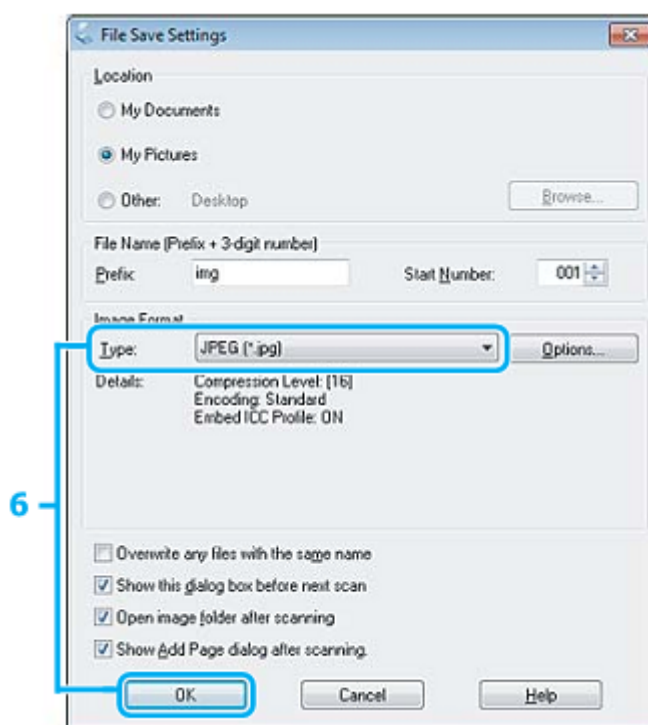 File Save Settings
Location
My Documents
My Pictures
Other: Desktop Browse...
File Name (Prefix + 3-digit number)
Prefix: img Start Number: 001
Image Format
Type: JPEG (*.jpg) Options...
Details: Compression Level: [16]
Encoding: Standard
Embed ICC Profile: ON
6
Overwrite any files with the same name
Show this dialog box before next scan
Open image folder after scanning
Show Add Page dialog after scanning.
OK Cancel Help